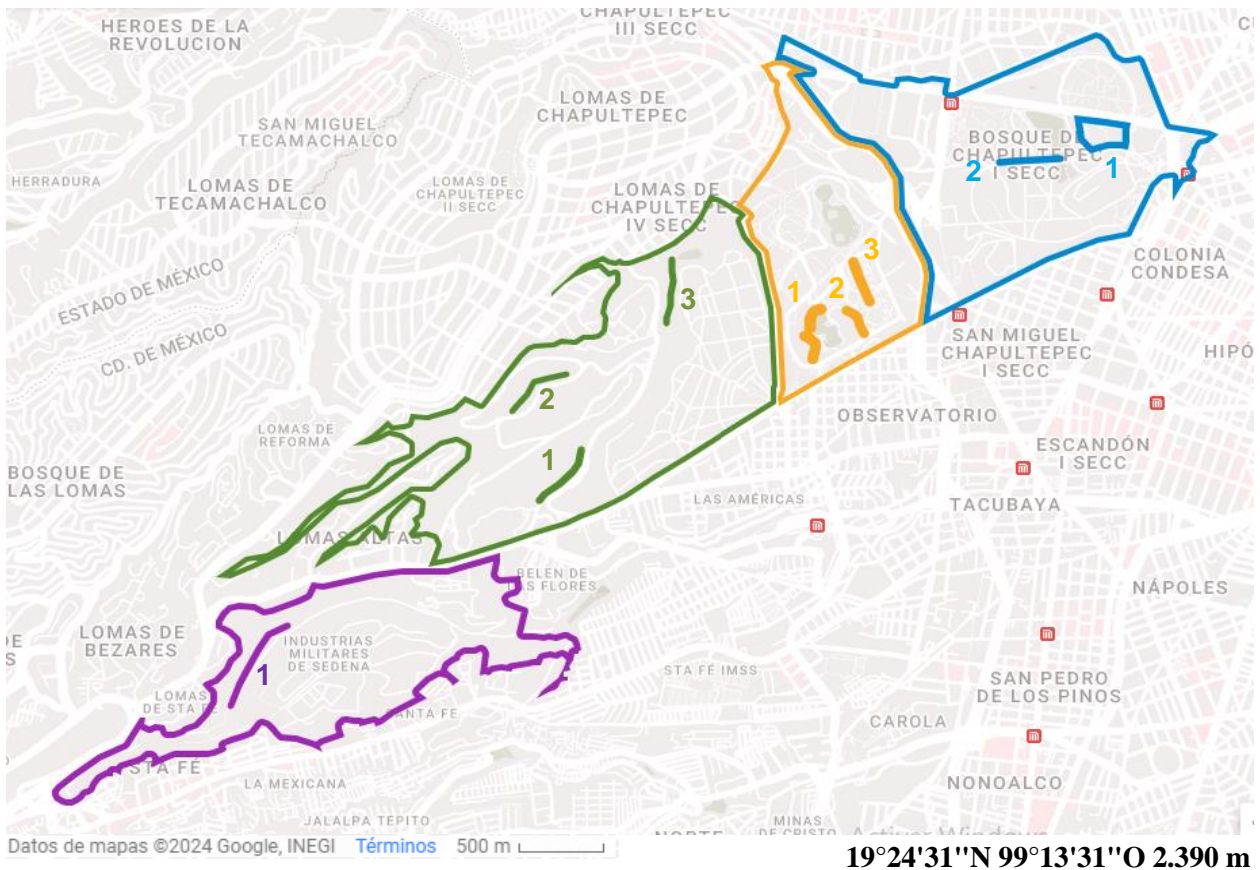 HEROES DE LA
REVOLUCION
CHAPULTEPEC
III SECC
LOMAS DE
CHAPULTEPEC
SAN MIGUEL
TECAMACHALCO
BOSQUE DE
CHAPULTEPEC
I SECC
2
1
HERRADURA
LOMAS DE
TECAMACHALCO
LOMAS DE
CHAPULTEPEC
II SECC
LOMAS DE
CHAPULTEPEC
IV SECC
COLONIA
CONDESA
ESTADO DE MÉXICO
CD. DE MÉXICO
3
1
2
3
SAN MIGUEL
CHAPULTEPEC
I SECC
HIPÓ
2
OBSERVATORIO
LOMAS DE
REFORMA
ESCANDÓN
I SECC
BOSQUE DE
LAS LOMAS
1
LAS AMÉRICAS
TACUBAYA
LOMAS ALTAS
BELEN DE
LAS FLORES
NÁPOLES
LOMAS DE
BEZARES
INDUSTRIAS
MILITARES
DE SEDENA
1
STA FÉ IMSS
SAN PEDRO
DE LOS PINOS
LOMAS
DE STA FE
SANTA FE
CAROLA
STA FÉ
LA MEXICANA
NONOALCO
JALALPA TEPITO
MINAS
DE CRISTO
Datos de mapas ©2024 Google, INEGI Términos 500 m
19°24'31"N 99°13'31"O 2.390 m